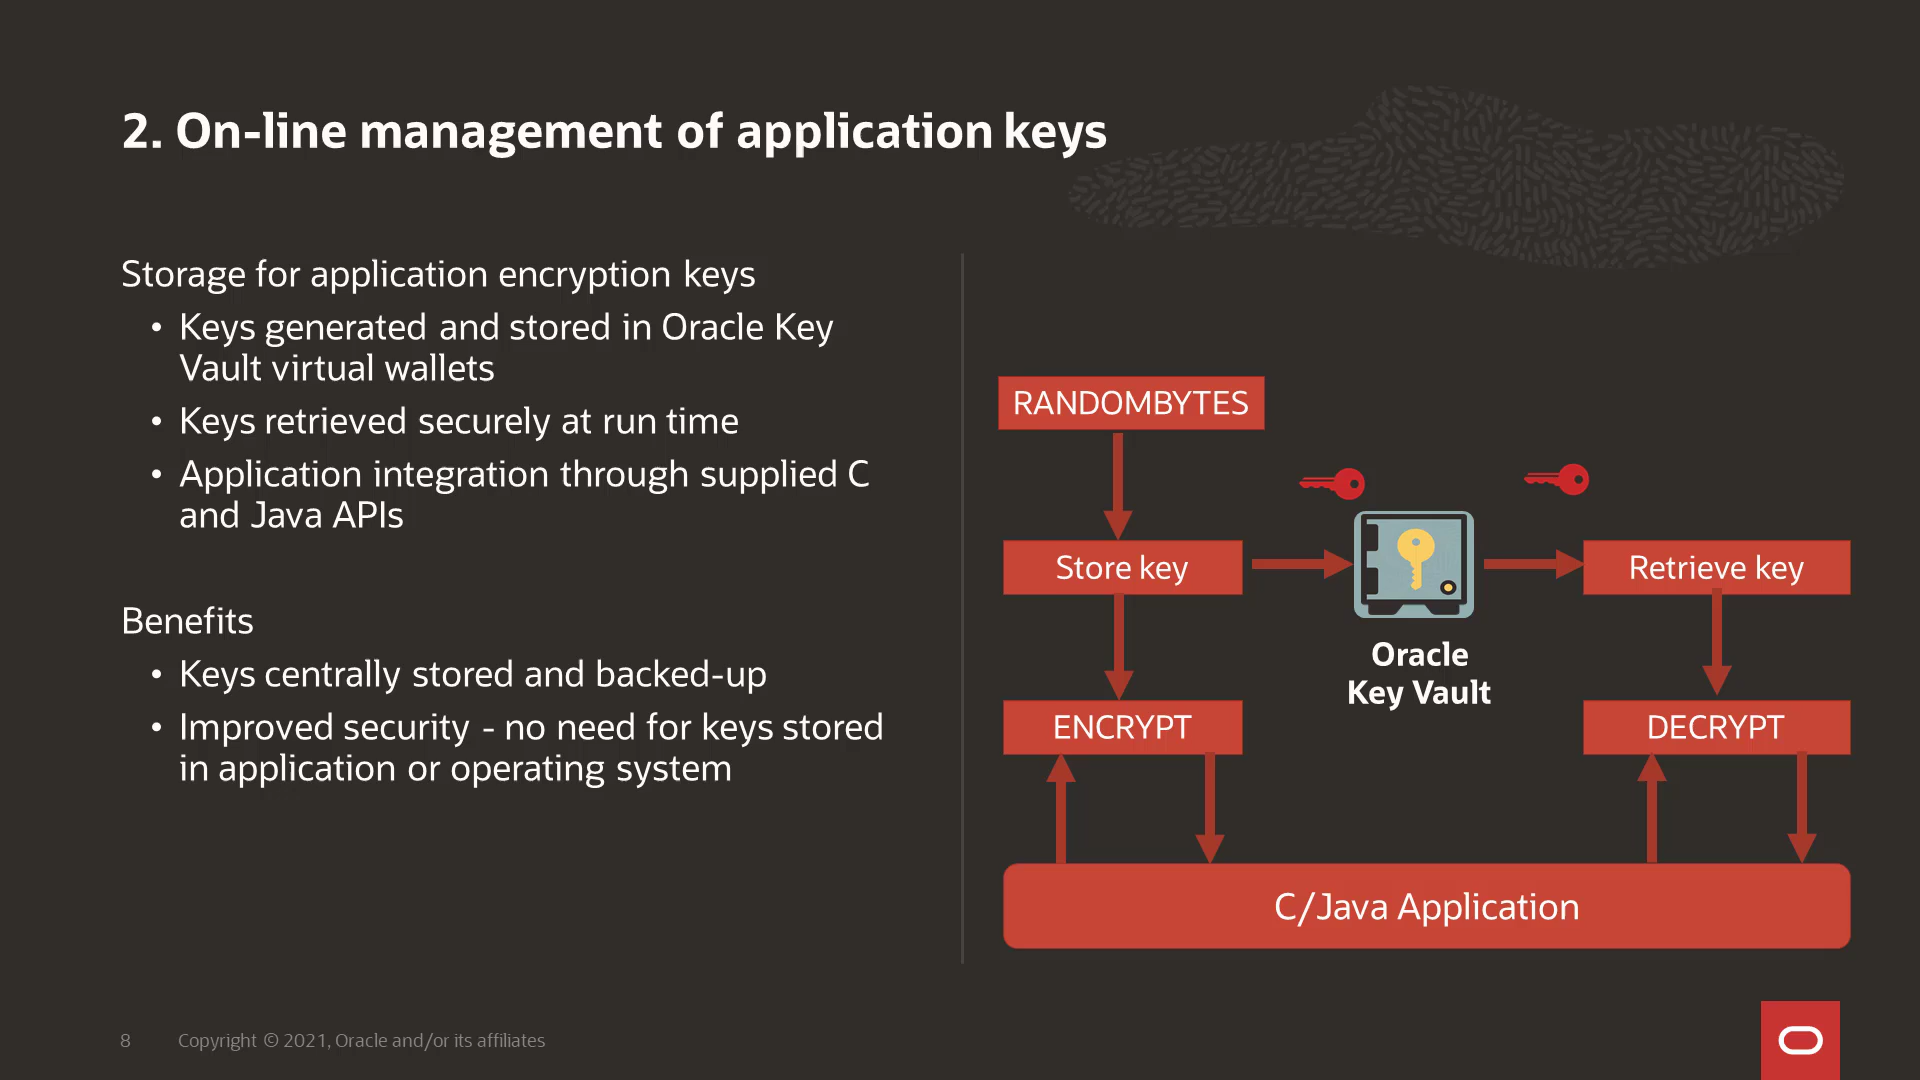 2. On-line management of application keys
Storage for application encryption keys
• Keys generated and stored in Oracle Key
Vault virtual wallets
• Keys retrieved securely at run time
• Application integration through supplied C
and Java APIs
Benefits
• Keys centrally stored and backed-up
• Improved security - no need for keys stored
in application or operating system
RANDOMBYTES
Store key
Retrieve key
Oracle
Key Vault
ENCRYPT
DECRYPT
C/Java Application
8
Copyright © 2021, Oracle and/or its affiliates